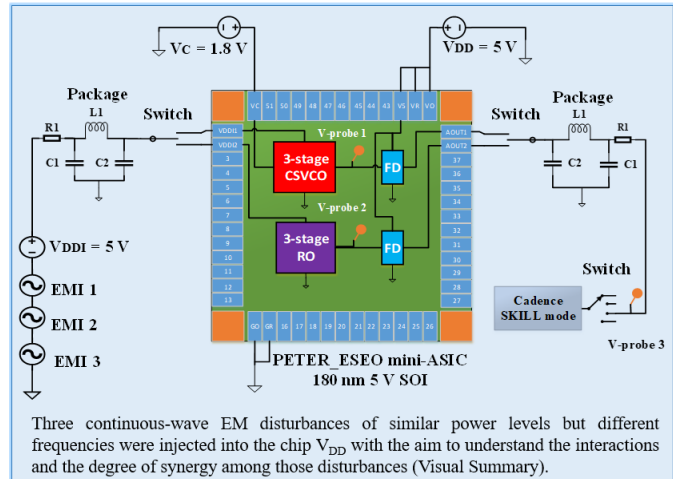 VC = 1.8 V
VDD = 5 V
Package
L1
R1
C1
C2
Switch
VC 51 50 49 48 47 46 45 44 43 VS VR VO
VDDI1
VDDI2
3
4
5
6
7
8
9
10
11
12
13
V-probe 1
3-stage
CSVCO
FD
V-probe 2
3-stage
RO
FD
AOUT1
AOUT2
37
36
35
34
33
32
31
30
29
28
27
GO GR 16 17 18 19 20 21 22 23 24 25 26
Switch
Package
L1
R1
C2
C1
VDDI = 5 V
EMI 1
EMI 2
EMI 3
Switch
Cadence
SKILL mode
V-probe 3
PETER_ESEO mini-ASIC
180 nm 5 V SOI
Three continuous-wave EM disturbances of similar power levels but different
frequencies were injected into the chip VDD with the aim to understand the interactions
and the degree of synergy among those disturbances (Visual Summary).